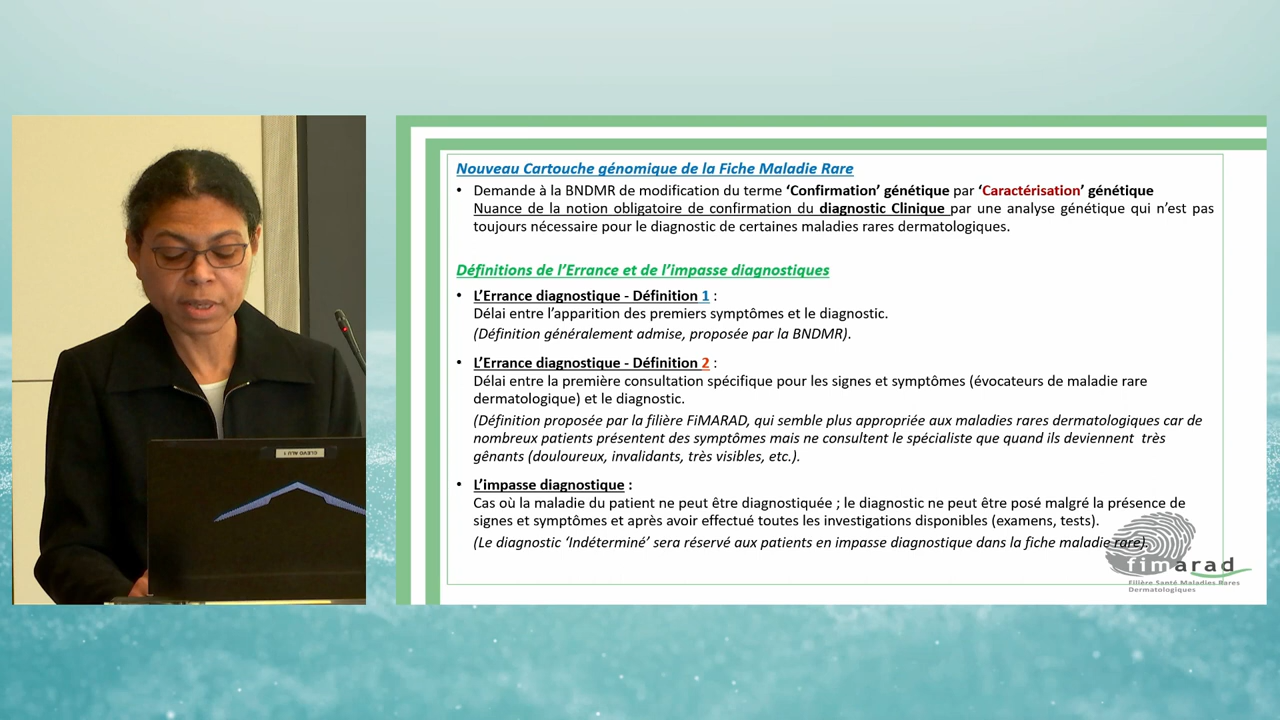 Nouveau Cartouche génomique de la Fiche Maladie Rare
• Demande à la BNDMR de modification du terme ‘Confirmation’ génétique par ‘Caractérisation’ génétique
Nuance de la notion obligatoire de confirmation du diagnostic Clinique par une analyse génétique qui n’est pas
toujours nécessaire pour le diagnostic de certaines maladies rares dermatologiques.
Définitions de l’Errance et de l’impasse diagnostiques
• L’Errance diagnostique - Définition 1 :
Délai entre l’apparition des premiers symptômes et le diagnostic.
(Définition généralement admise, proposée par la BNDMR).
• L’Errance diagnostique - Définition 2 :
Délai entre la première consultation spécifique pour les signes et symptômes (évocateurs de maladie rare
dermatologique) et le diagnostic.
(Définition proposée par la filière FiMARAD, qui semble plus appropriée aux maladies rares dermatologiques car de
nombreux patients présentent des symptômes mais ne consultent le spécialiste que quand ils deviennent très
gênants (douloureux, invalidants, très visibles, etc.).
• L’impasse diagnostique :
Cas où la maladie du patient ne peut être diagnostiquée ; le diagnostic ne peut être posé malgré la présence de
signes et symptômes et après avoir effectué toutes les investigations disponibles (examens, tests).
(Le diagnostic ‘Indéterminé’ sera réservé aux patients en impasse diagnostique dans la fiche maladie rare).
fimarad
Filière Santé Maladies Rares
Dermatologiques
CLEVO ALU 1